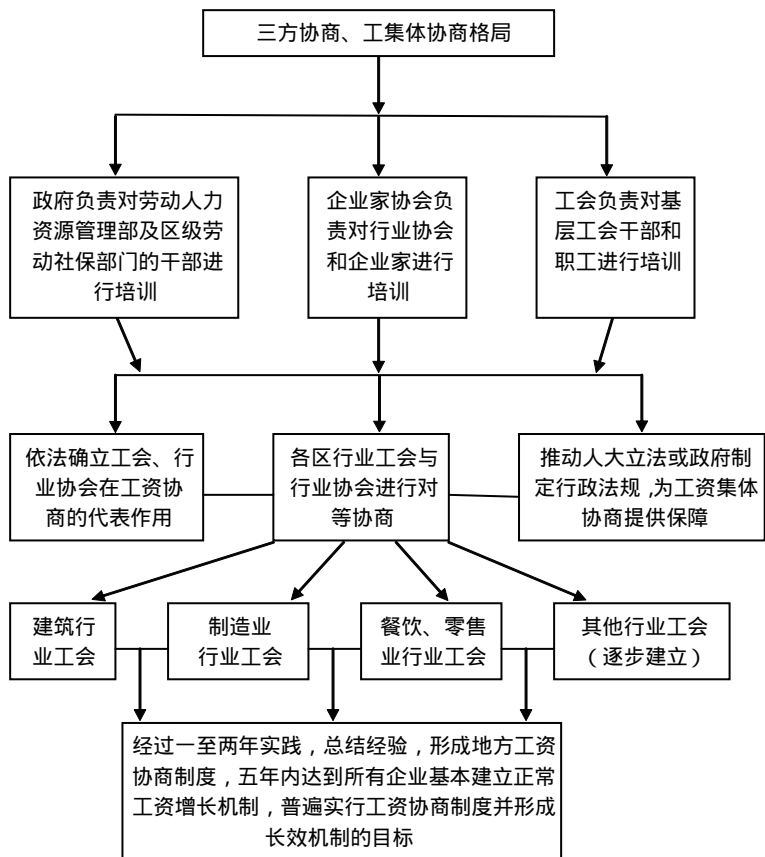 三方协商、工集体协商格局
政府负责对劳动人力
资源管理部及区级劳
动社保部门的干部进
行培训
企业家协会负
责对行业协会
和企业家进行
培训
工会负责对基
层工会干部和
职工进行培训
依法确立工会、行
业协会在工资协
商的代表作用
各区行业工会与
行业协会进行对
等协商
推动人大立法或政府制
定行政法规,为工资集体
协商提供保障
建筑行
业工会
制造业
行业工会
餐饮、零售
业行业工会
其他行业工会
(逐步建立)
经过一至两年实践,总结经验,形成地方工资
协商制度,五年内达到所有企业基本建立正常
工资增长机制,普遍实行工资协商制度并形成
长效机制的目标